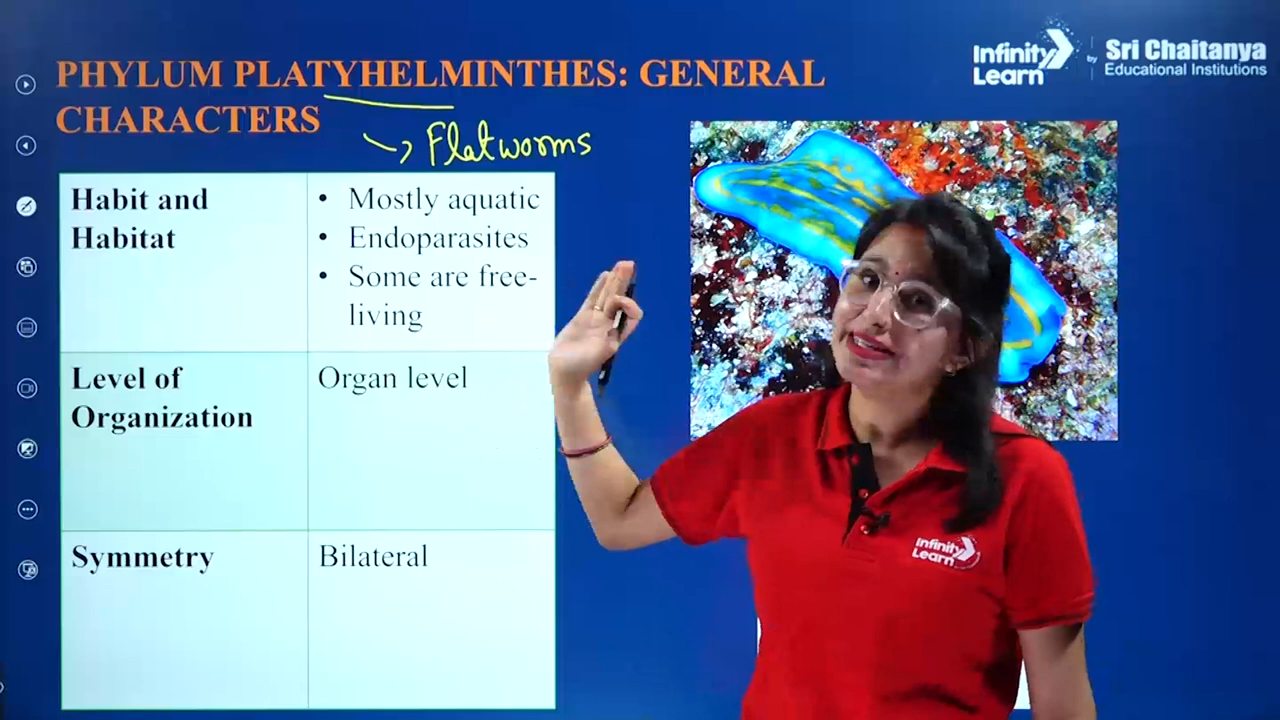 PHYLUM PLATYHELMINTHES: GENERAL
CHARACTERS
Flatworms
Infinity
Learn
by
Sri Chaitanya
Educational Institutions
Habit and
Habitat
• Mostly aquatic
• Endoparasites
• Some are free-
living
Level of
Organization
Organ level
Symmetry
Bilateral
Infinity
Learn